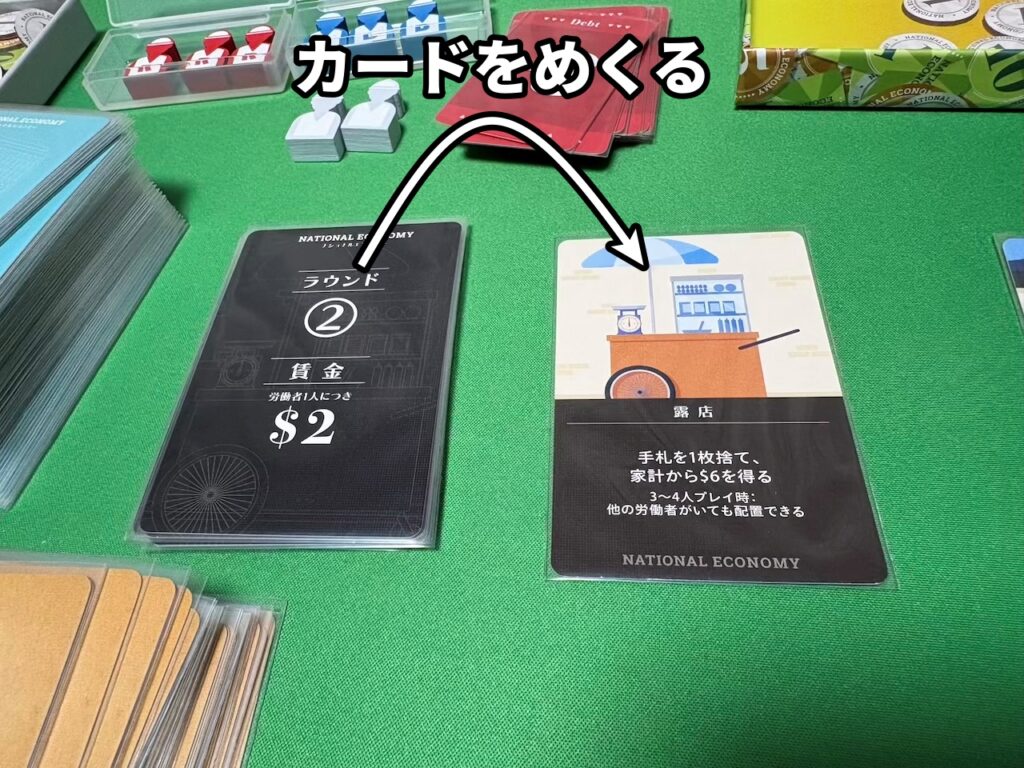 カードをめくる
Debt
NATIONAL ECONOMY
NATIONAL ECONOMY
ラウンド
②
賃金
労働者1人につき
$2
露店
手札を1枚捨て、
家計から$6を得る
3～4人プレイ時：
他の労働者がいても配置できる
NATIONAL ECONOMY